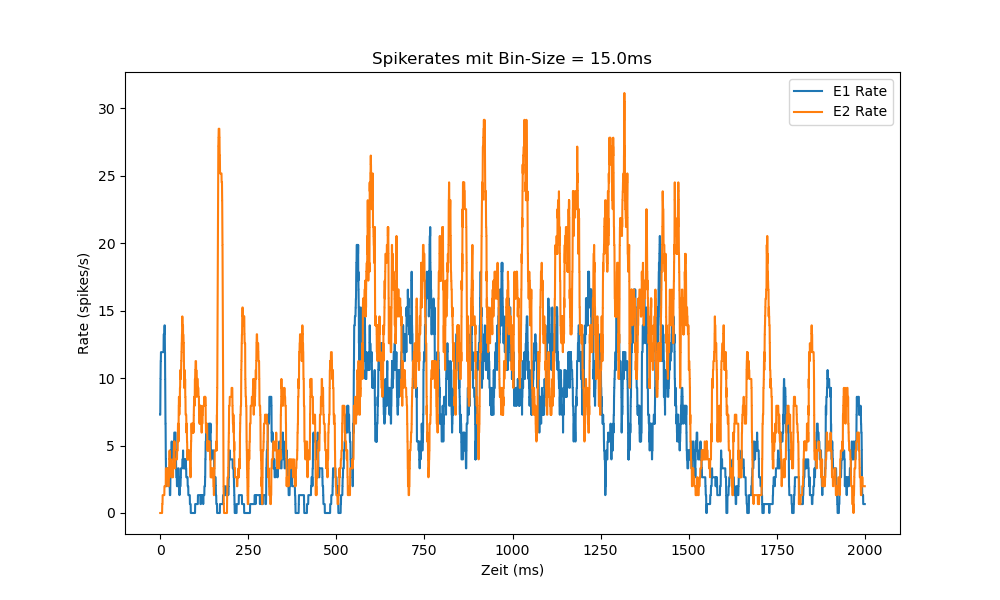 Spikerates mit Bin-Size = 15.0ms
E1 Rate
E2 Rate
30
25
20
15
10
5
0
Rate (spikes/s)
0 250 500 750 1000 1250 1500 1750 2000
Zeit (ms)